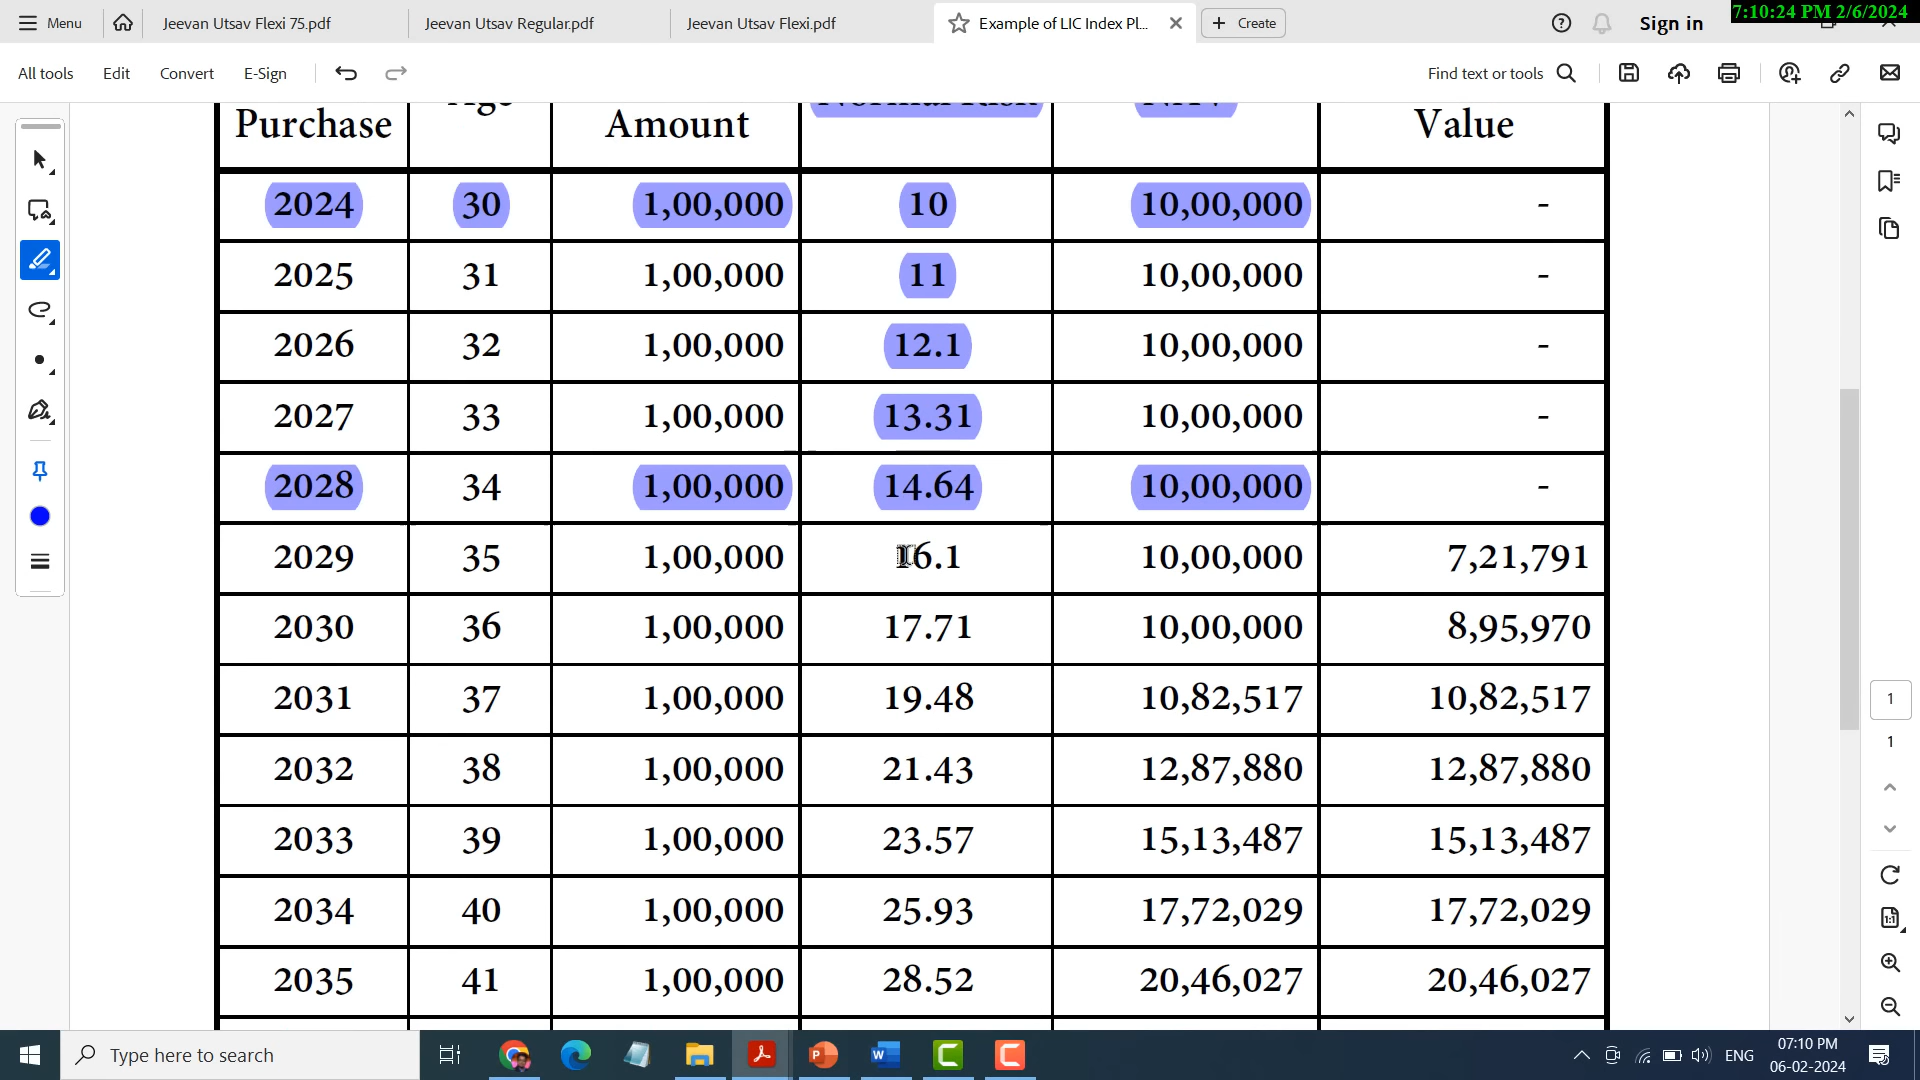 Menu
Jeevan Utsav Flexi 75.pdf
Jeevan Utsav Regular.pdf
Jeevan Utsav Flexi.pdf
Example of LIC Index Pl...
Create
Sign in
7:10:24 PM 2/6/2024
All tools
Edit
Convert
E-Sign
Find text or tools
Purchase Age Amount Normal Risk NAV Value
2024 30 1,00,000 10 10,00,000 -
2025 31 1,00,000 11 10,00,000 -
2026 32 1,00,000 12.1 10,00,000 -
2027 33 1,00,000 13.31 10,00,000 -
2028 34 1,00,000 14.64 10,00,000 -
2029 35 1,00,000 16.1 10,00,000 7,21,791
2030 36 1,00,000 17.71 10,00,000 8,95,970
2031 37 1,00,000 19.48 10,82,517 10,82,517
2032 38 1,00,000 21.43 12,87,880 12,87,880
2033 39 1,00,000 23.57 15,13,487 15,13,487
2034 40 1,00,000 25.93 17,72,029 17,72,029
2035 41 1,00,000 28.52 20,46,027 20,46,027
1
1
Type here to search
ENG
07:10 PM
06-02-2024